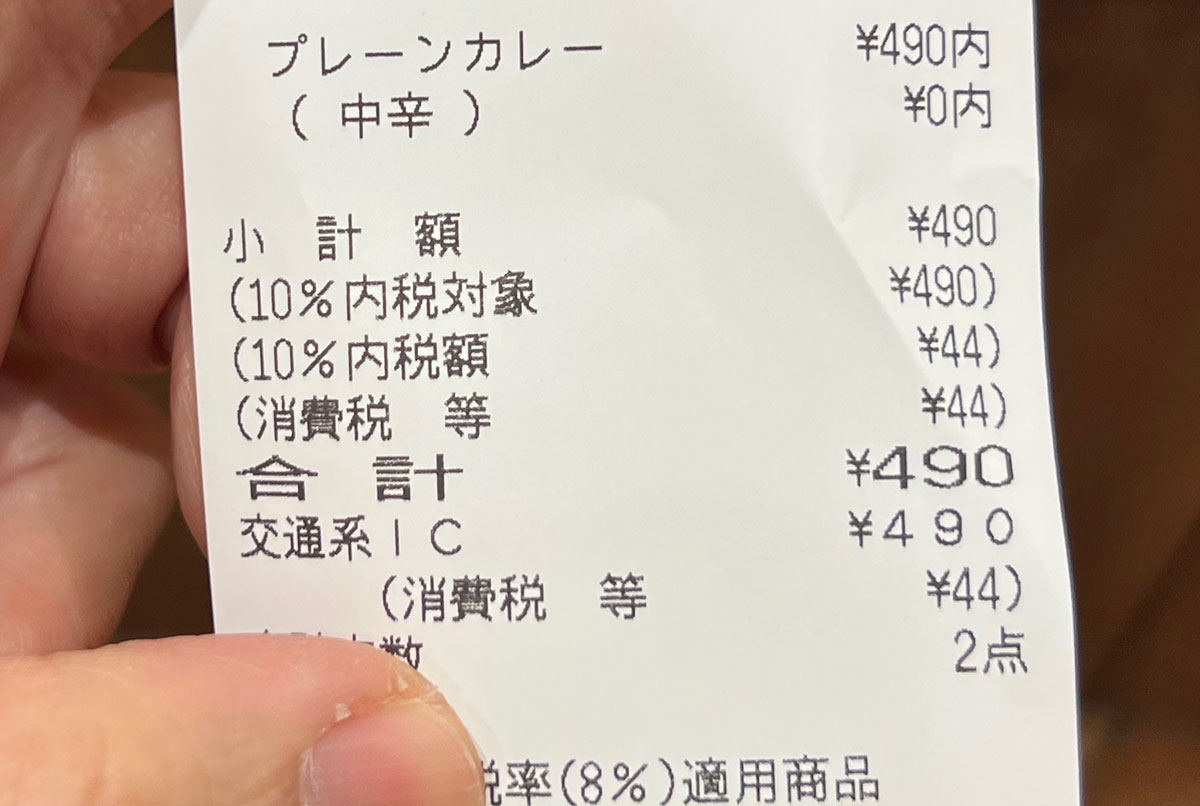 プレーンカレー ¥490内
( 中辛 ) ¥0内
小 計 額 ¥490
(10%内税対象 ¥490)
(10%内税額 ¥44)
(消費税 等 ¥44)
合 計 ¥490
交通系IC ¥490
(消費税 等 ¥44)
数 2点
税率(8%)適用商品